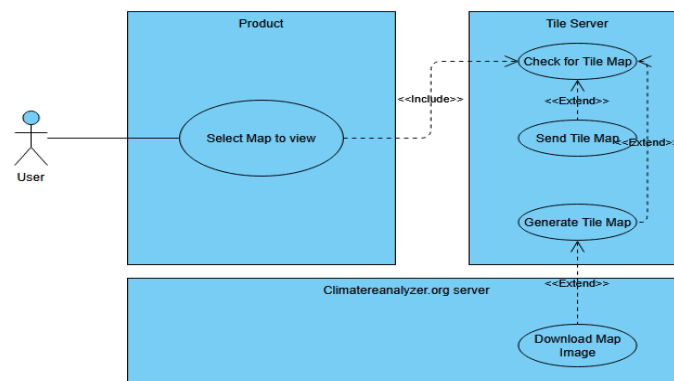 Product
Tile Server
Check for Tile Map
<<Include>>
<<Extend>>
Select Map to view
Send Tile Map
<<Extend>>
User
Generate Tile Map
<<Extend>>
Climatereanalyzer.org server
Download Map
Image